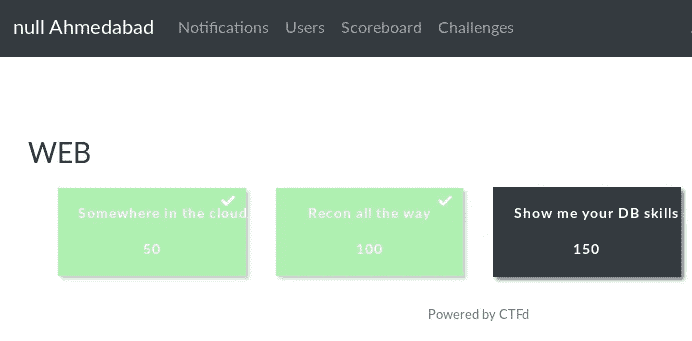 null Ahmedabad Notifications Users Scoreboard Challenges
WEB
Somewhere in the cloud Recon all the way Show me your DB skills
50 100 150
Powered by CTFd